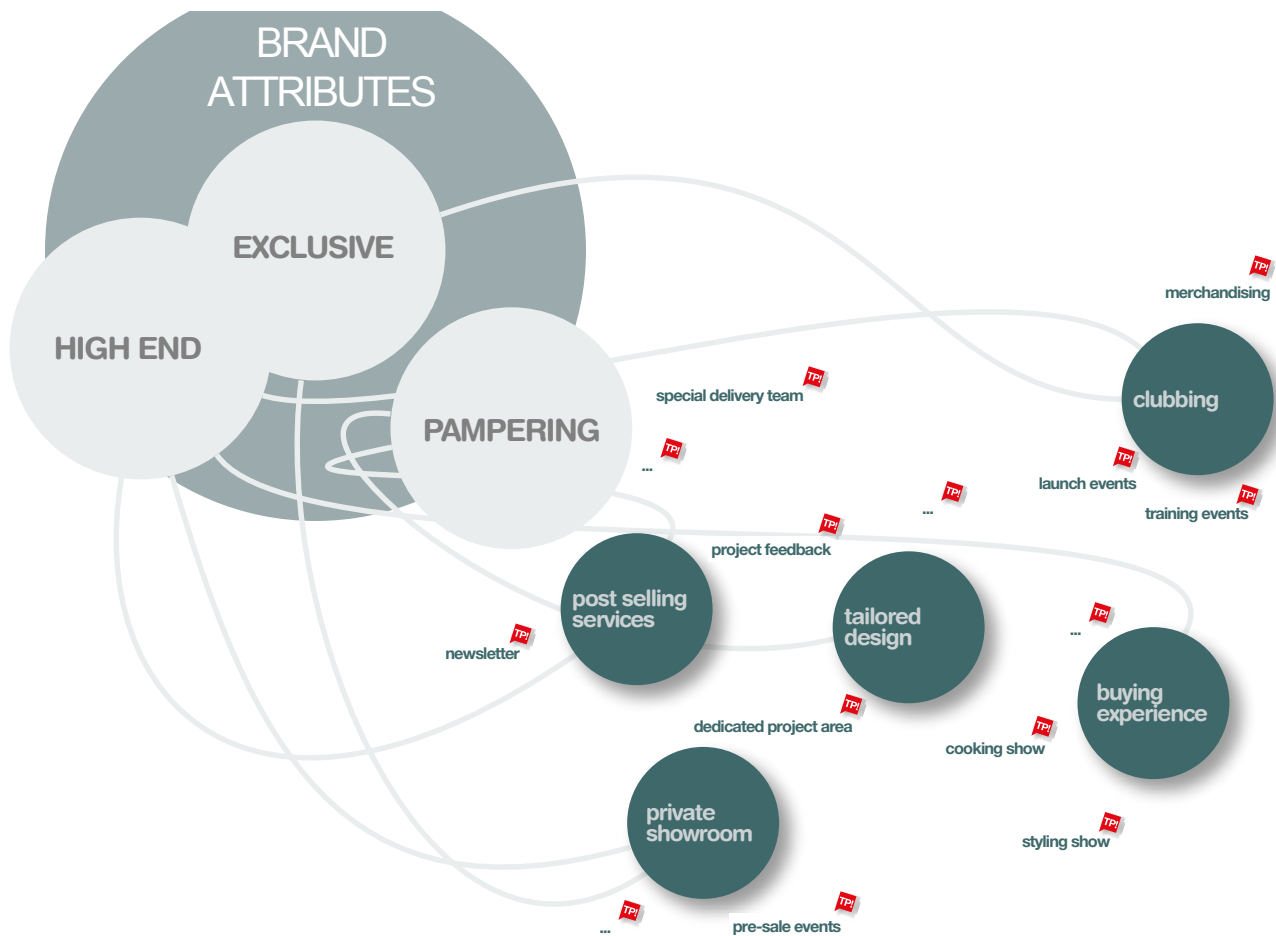 BRAND
ATTRIBUTES
EXCLUSIVE
HIGH END
PAMPERING
TP!
merchandising
clubbing
TP!
special delivery team
TP!
...
TP!
launch events
TP!
training events
TP!
...
TP!
project feedback
post selling
services
tailored
design
TP!
newsletter
TP!
...
buying
experience
TP!
dedicated project area
TP!
cooking show
private
showroom
TP!
styling show
TP!
...
TP!
pre-sale events